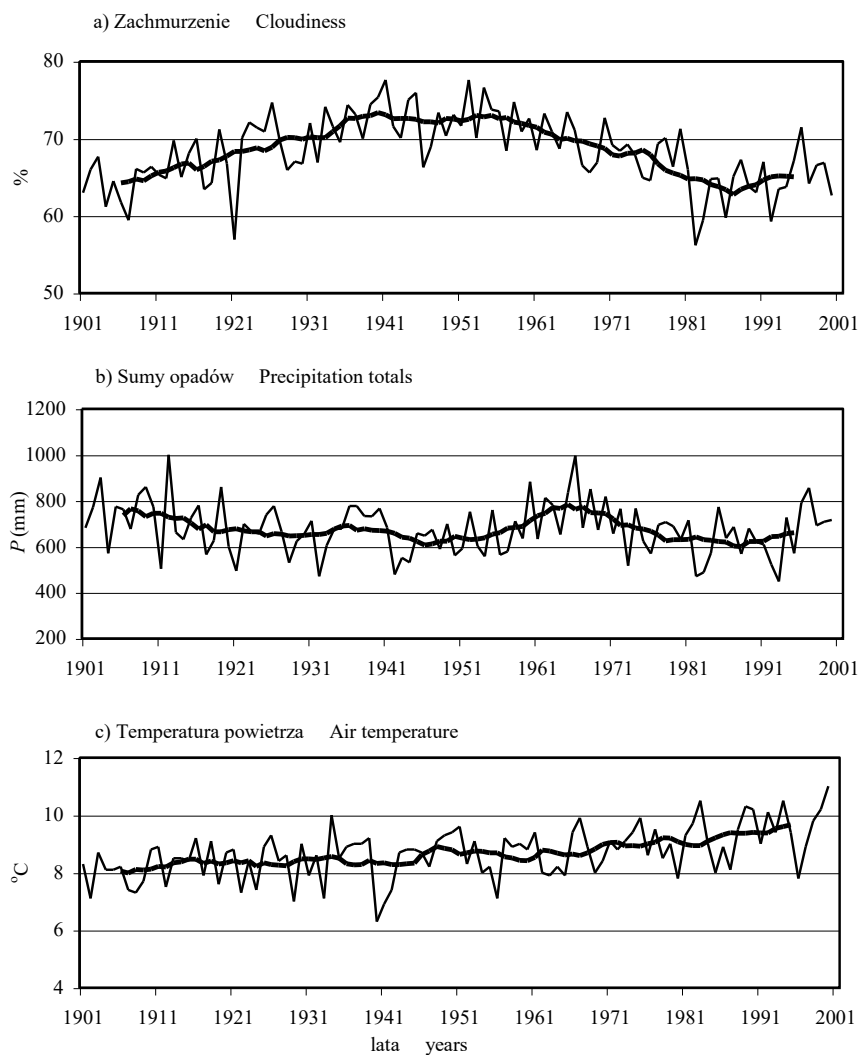 a) Zachmurzenie Cloudiness
80
70
60
50
%
1901 1911 1921 1931 1941 1951 1961 1971 1981 1991 2001
b) Sumy opadów Precipitation totals
1200
1000
800
600
400
200
P (mm)
1901 1911 1921 1931 1941 1951 1961 1971 1981 1991 2001
c) Temperatura powietrza Air temperature
12
10
8
6
4
°C
1901 1911 1921 1931 1941 1951 1961 1971 1981 1991 2001
lata years